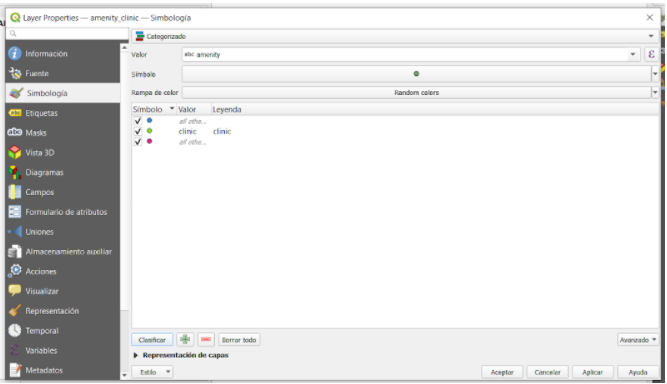 Layer Properties — amenity_clinic — Simbología
Categorizado
Información
Valor
abc amenity
ε
Fuente
Símbolo
Simbología
Rampa de color
Random colors
Símbolo Valor Leyenda
abc Etiquetas
all othe...
abc Masks
clinic clinic
all othe...
Vista 3D
Diagramas
Campos
Formulario de atributos
Uniones
Almacenamiento auxiliar
Acciones
Visualizar
Representación
Temporal
Variables
Metadatos
Clasificar
Borrar todo
Avanzado
Representación de capas
Estilo
Aceptar
Cancelar
Aplicar
Ayuda